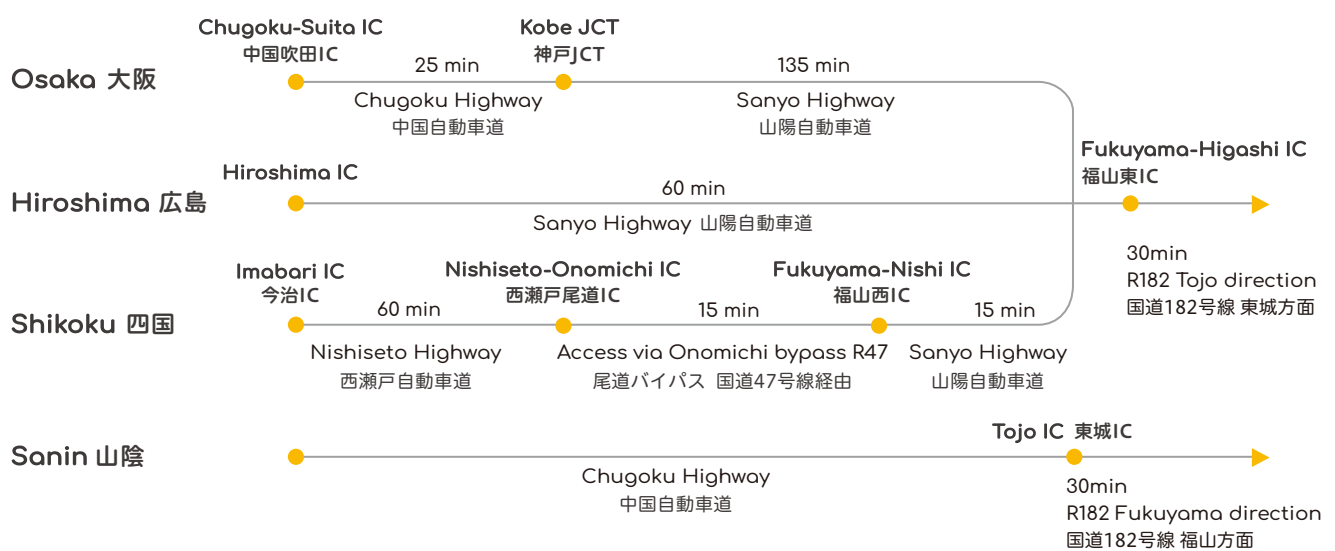 Chugoku-Suita IC
中国吹田IC
Kobe JCT
神戸JCT
Osaka 大阪
25 min
135 min
Chugoku Highway
中国自動車道
Sanyo Highway
山陽自動車道
Hiroshima IC
Fukuyama-Higashi IC
福山東IC
Hiroshima 広島
60 min
Sanyo Highway 山陽自動車道
30min
R182 Tojo direction
国道182号線 東城方面
Imabari IC
今治IC
Nishiseto-Onomichi IC
西瀬戸尾道IC
Fukuyama-Nishi IC
福山西IC
Shikoku 四国
60 min
15 min
15 min
Nishiseto Highway
西瀬戸自動車道
Access via Onomichi bypass R47
尾道バイパス 国道47号線経由
Sanyo Highway
山陽自動車道
Tojo IC 東城IC
Sanin 山陰
Chugoku Highway
中国自動車道
30min
R182 Fukuyama direction
国道182号線 福山方面